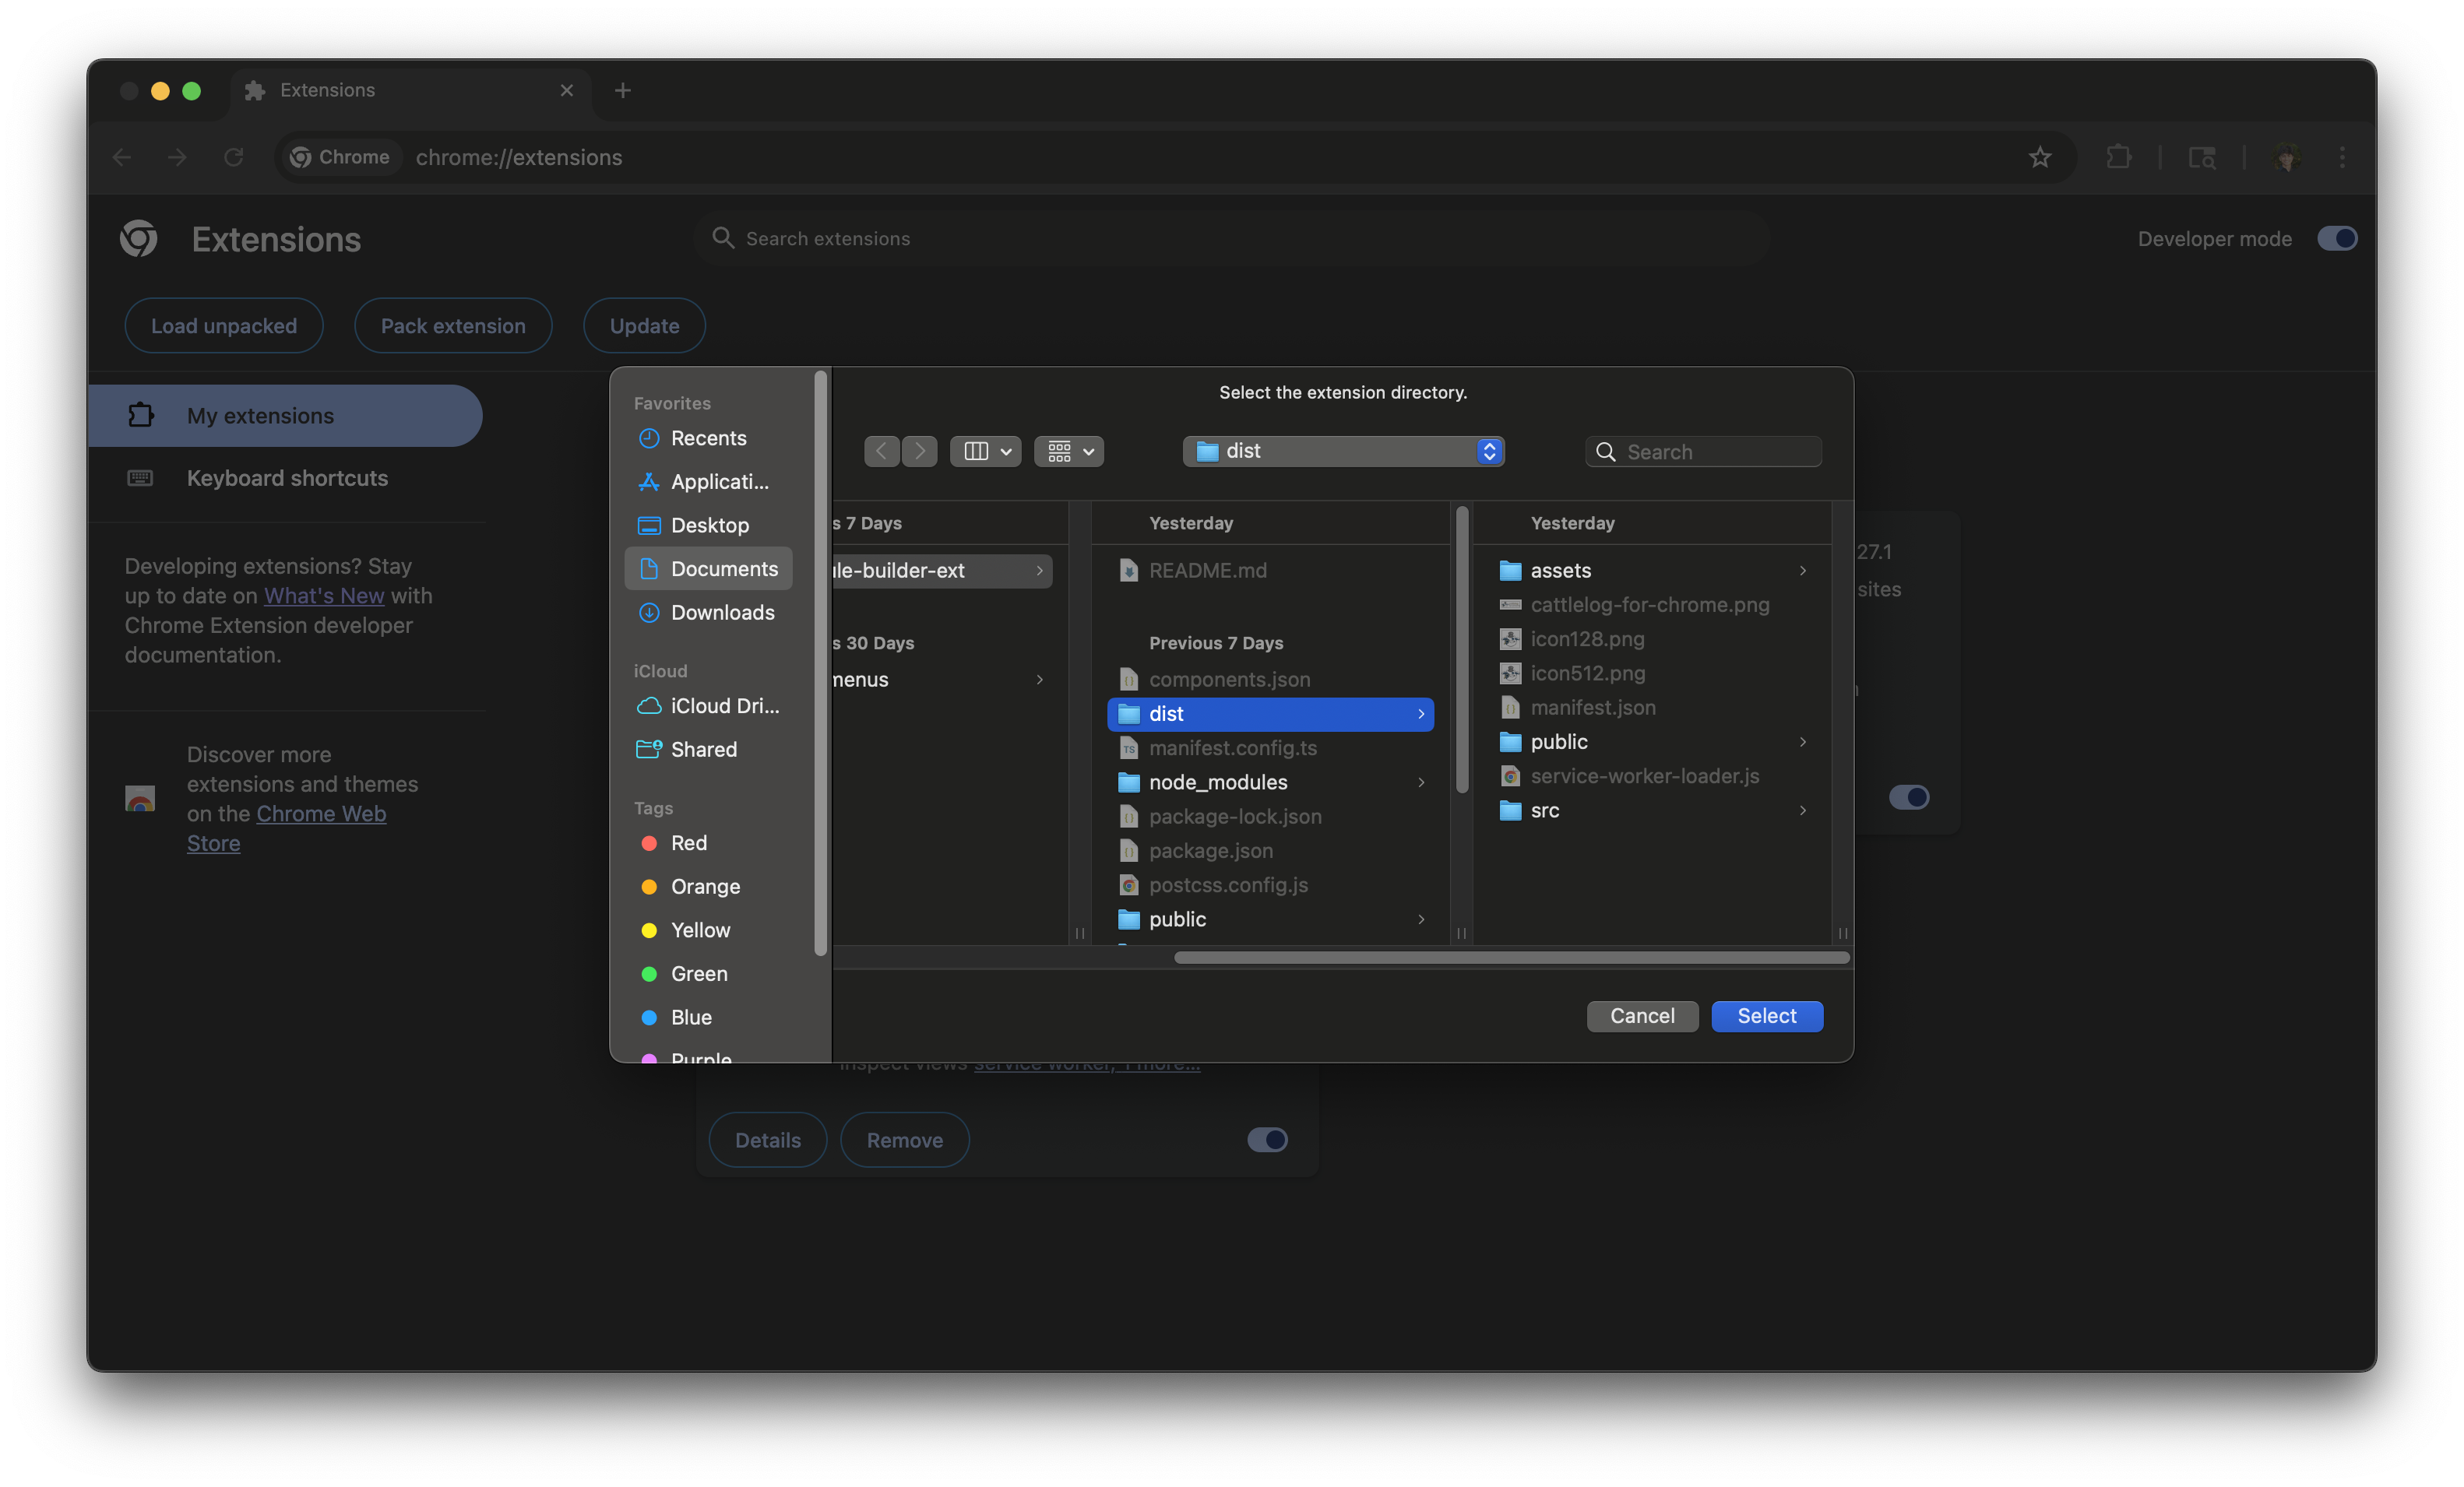 Extensions
Chrome
chrome://extensions
Extensions
Search extensions
Developer mode
Load unpacked
Pack extension
Update
My extensions
Keyboard shortcuts
Developing extensions? Stay
up to date on What's New with
Chrome Extension developer
documentation.
Discover more
extensions and themes
on the Chrome Web
Store
Favorites
Recents
Applicati...
Desktop
Documents
Downloads
iCloud
iCloud Dri...
Shared
Tags
Red
Orange
Yellow
Green
Blue
Purple
Select the extension directory.
dist
Search
s 7 Days
ule-builder-ext
s 30 Days
menus
Yesterday
README.md
Previous 7 Days
components.json
dist
manifest.config.ts
TS
node_modules
package-lock.json
package.json
postcss.config.js
public
Yesterday
assets
cattlelog-for-chrome.png
icon128.png
icon512.png
manifest.json
public
service-worker-loader.js
src
Cancel
Select
27.1
sites
Inspect views service worker, 1 more...
Details
Remove